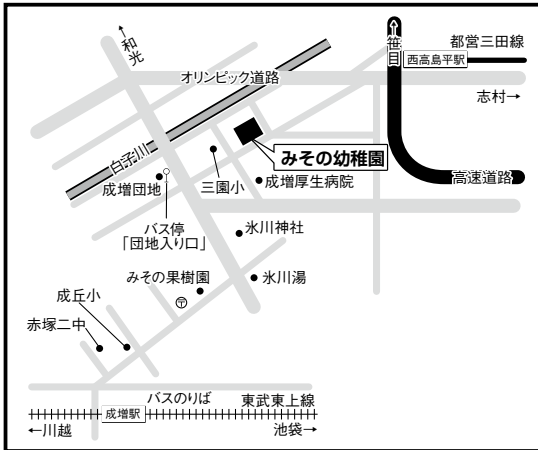 ←和光
笹目
都営三田線
西高島平駅
オリンピック道路
志村→
白子川
みその幼稚園
成増団地
三園小
成増厚生病院
高速道路
バス停
「団地入り口」
氷川神社
みその果樹園
氷川湯
成丘小
〒
赤塚二中
バスのりば
東武東上線
成増駅
←川越
池袋→